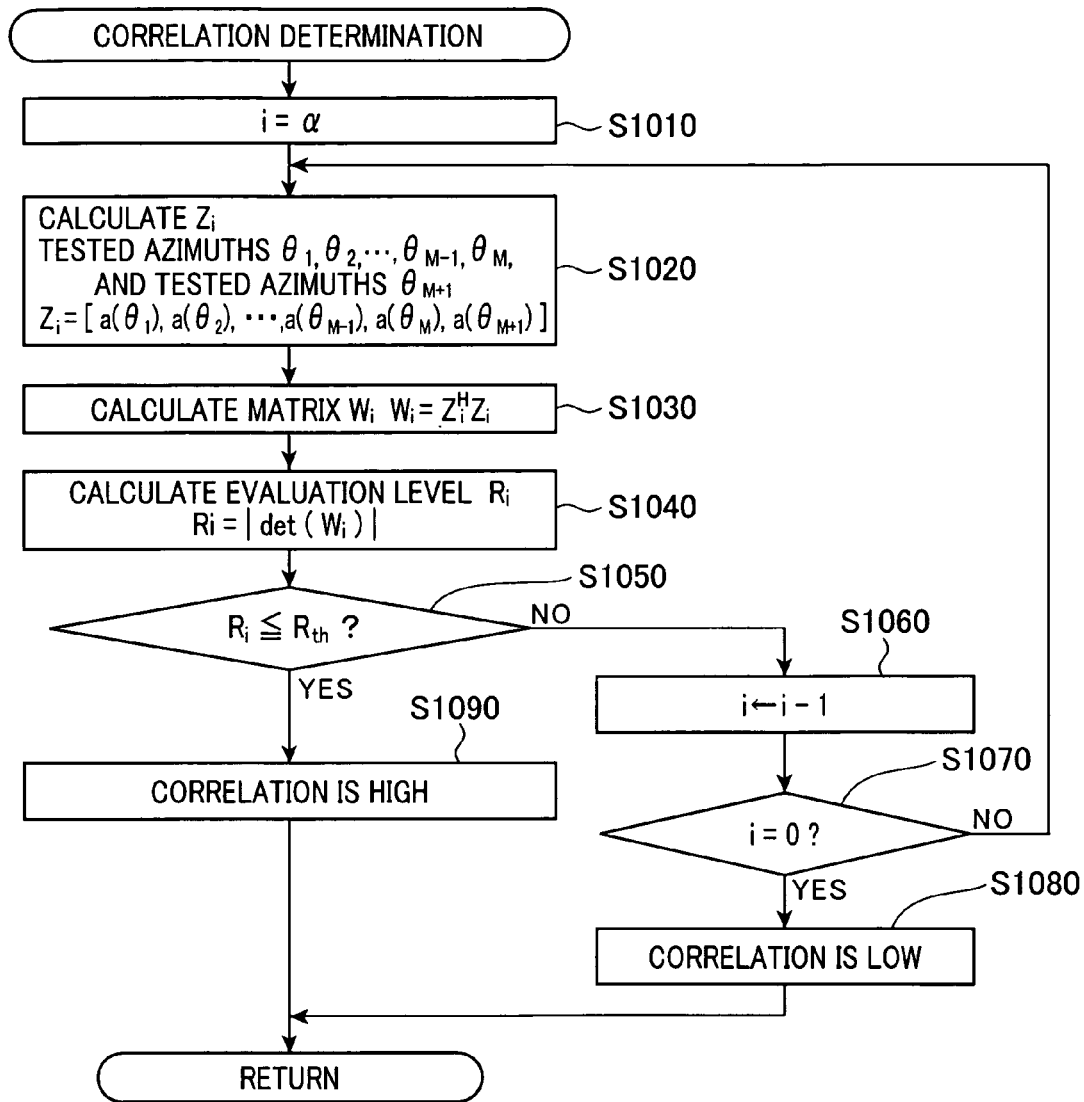 CORRELATION DETERMINATION
i = α
S1010
CALCULATE Zi
TESTED AZIMUTHS θ1, θ2, ···, θM-1, θM,
AND TESTED AZIMUTHS θM+1
Zi = [ a(θ1), a(θ2), ···, a(θM-1), a(θM), a(θM+1) ]
S1020
CALCULATE MATRIX Wi Wi = Zi^H Zi
S1030
CALCULATE EVALUATION LEVEL Ri
Ri = | det ( Wi ) |
S1040
S1050
Ri ≦ Rth ?
NO
YES
S1060
i ← i - 1
S1090
CORRELATION IS HIGH
S1070
i = 0 ?
NO
YES
S1080
CORRELATION IS LOW
RETURN